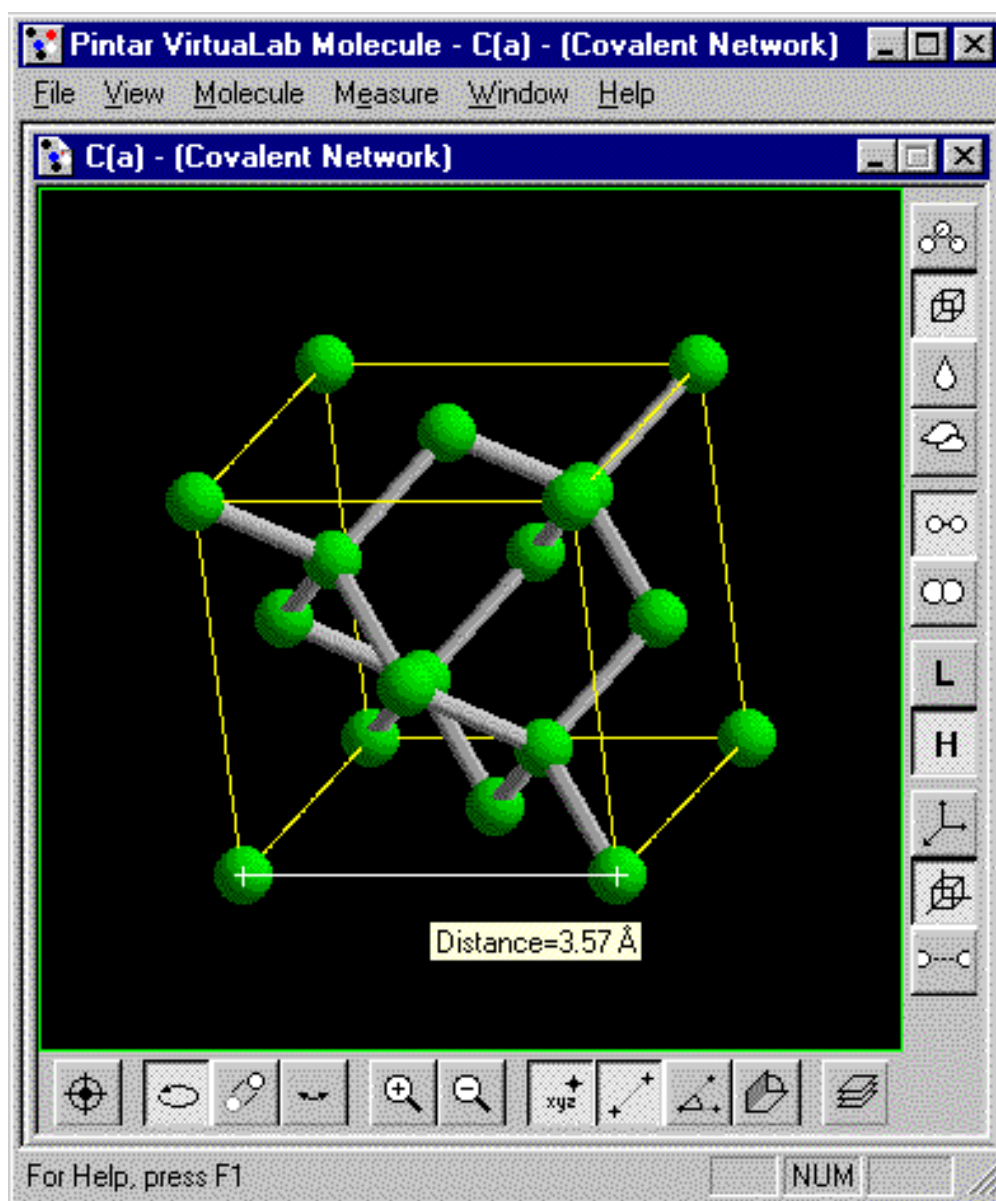 Pintar VirtuaLab Molecule - C(a) - (Covalent Network)
File View Molecule Measure Window Help
C(a) - (Covalent Network)
L
H
Distance=3.57 Å
xyz
For Help, press F1 NUM